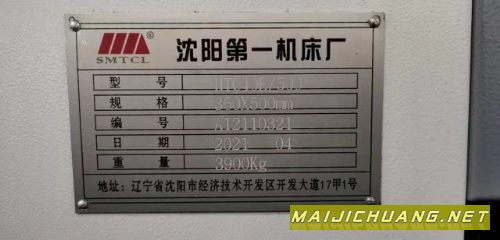 SMTCL ®
沈阳第一机床厂
型 号
规 格 350X500mm
编 号 A12110321
日 期 2021 04
重 量 3900Kg
地址: 辽宁省沈阳市经济技术开发区开发大道17甲1号
MAIJICHUANG.NET